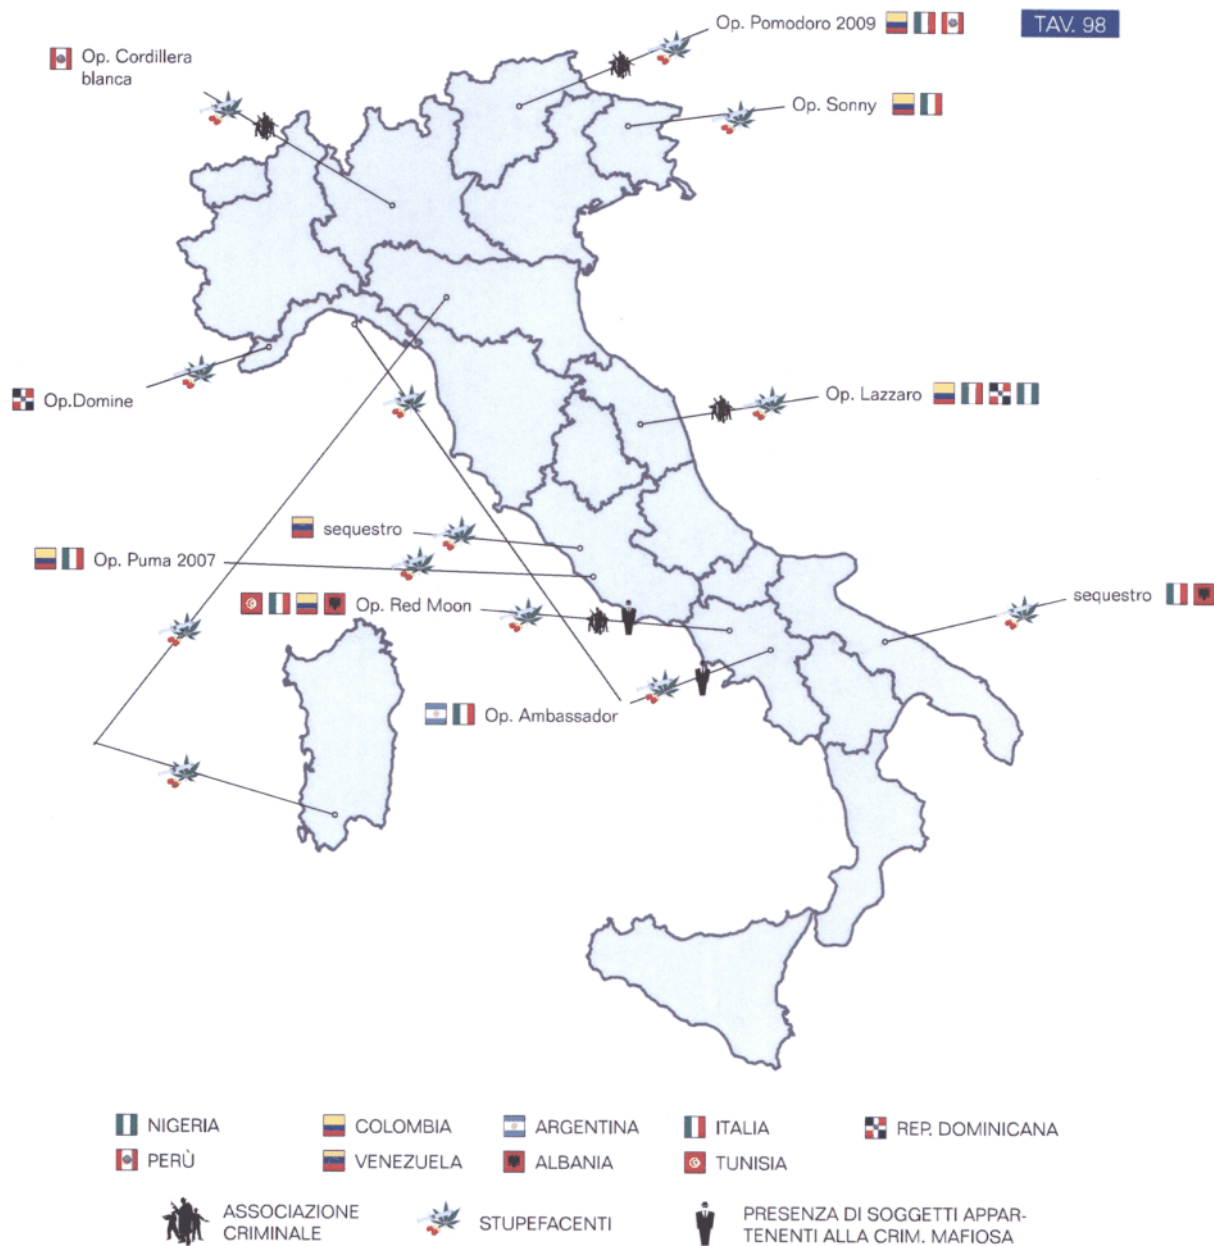 Op. Pomodoro 2009
TAV. 98
Op. Cordillera
blanca
Op. Sonny
Op.Domine
Op. Lazzaro
sequestro
Op. Puma 2007
Op. Red Moon
sequestro
Op. Ambassador
NIGERIA
COLOMBIA
ARGENTINA
ITALIA
REP. DOMINICANA
PERÙ
VENEZUELA
ALBANIA
TUNISIA
ASSOCIAZIONE
CRIMINALE
STUPEFACENTI
PRESENZA DI SOGGETTI APPAR-
TENENTI ALLA CRIM. MAFIOSA